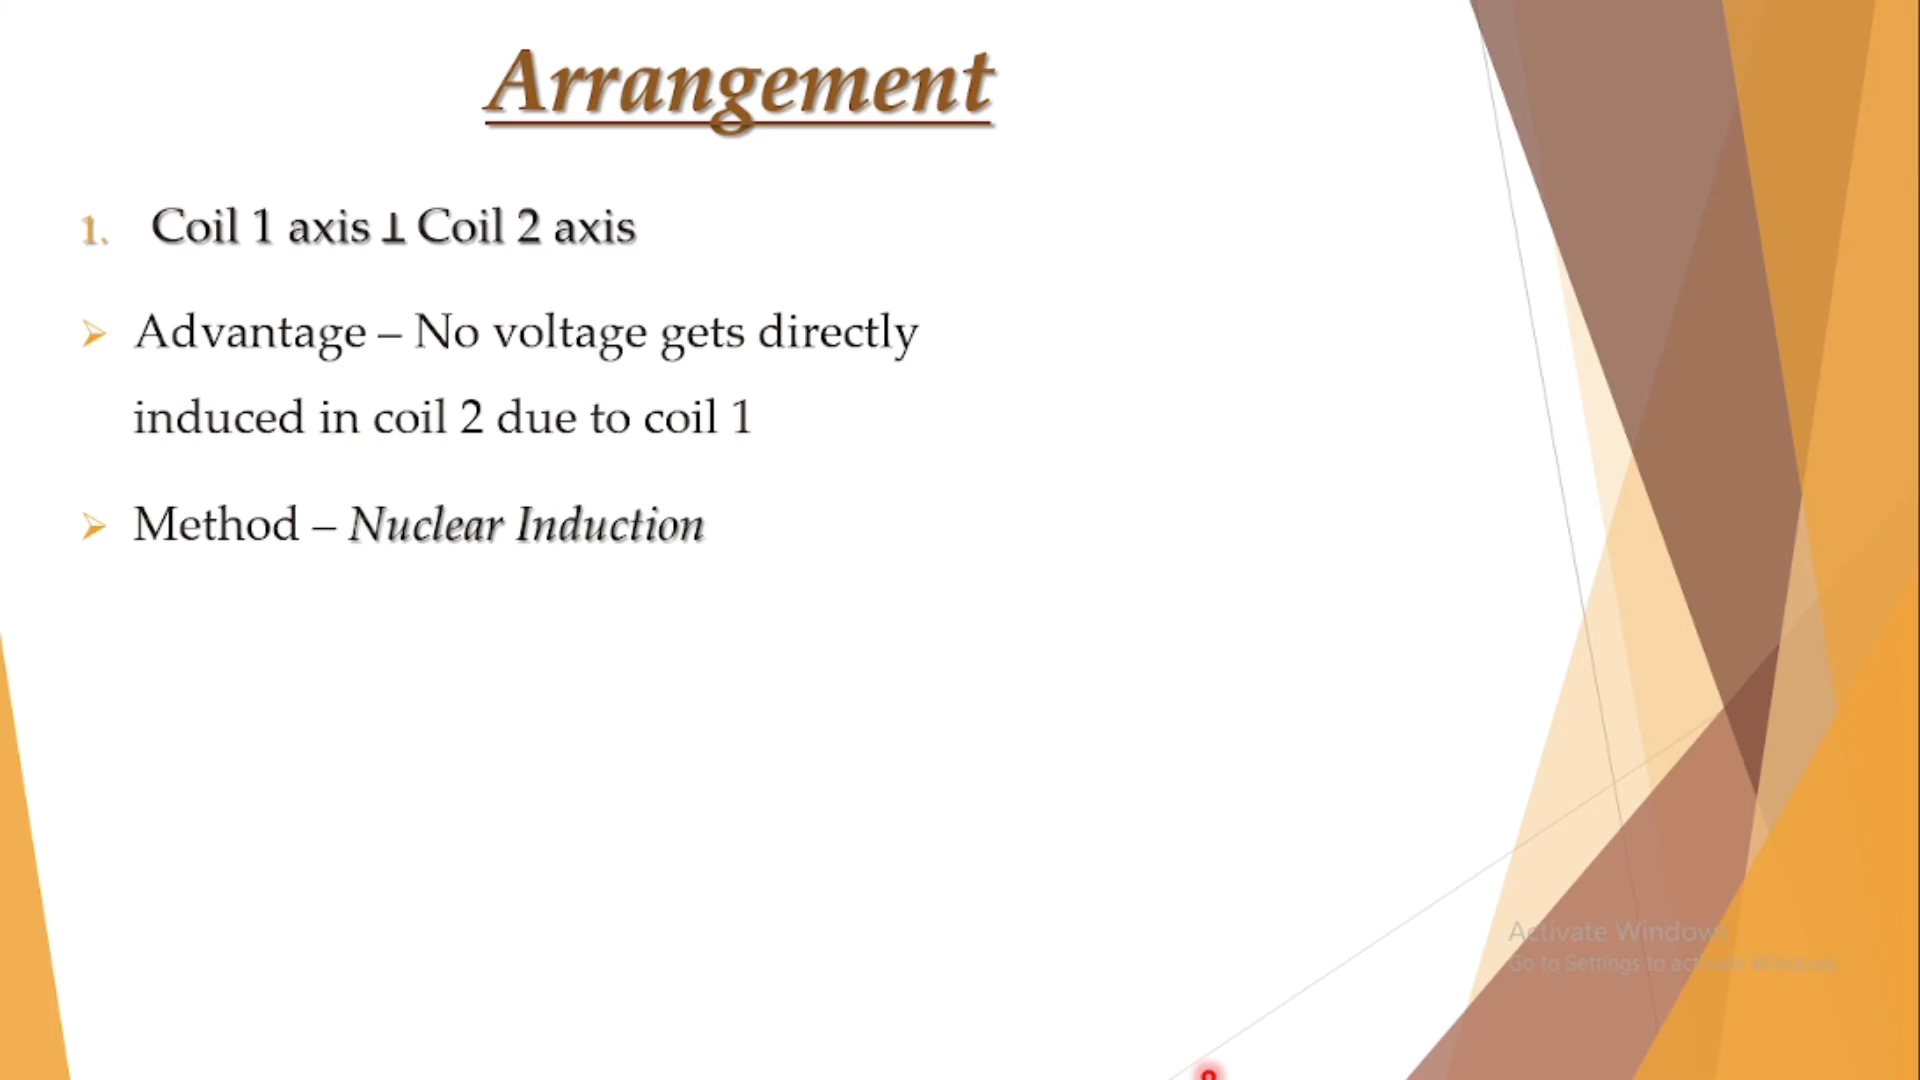 Arrangement
1. Coil 1 axis ⊥ Coil 2 axis
➢ Advantage – No voltage gets directly
induced in coil 2 due to coil 1
➢ Method – Nuclear Induction
Activate Windows
Go to Settings to activate Windows.